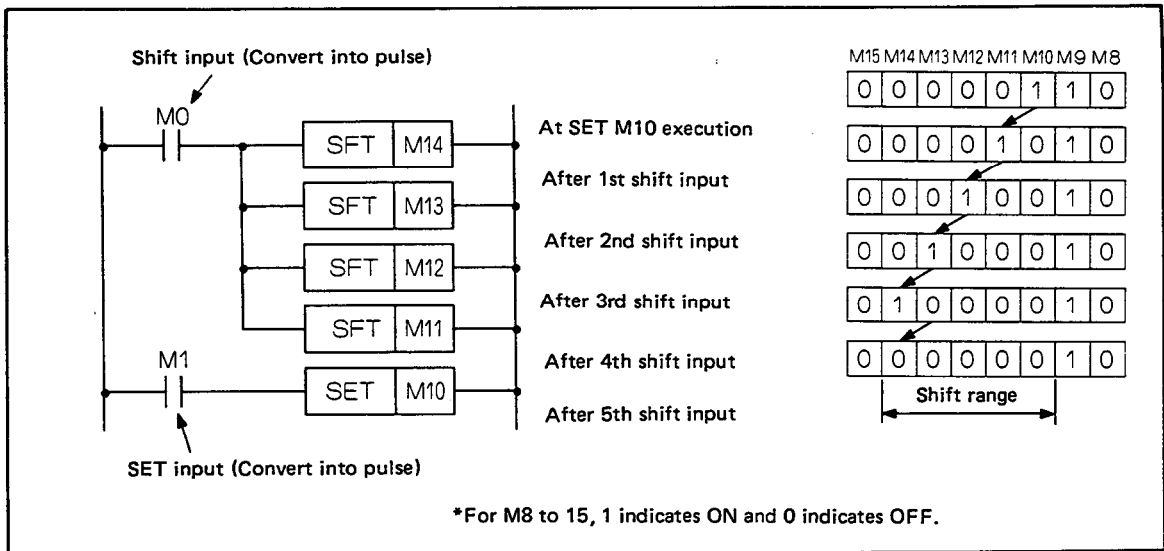 Shift input (Convert into pulse)
M0
SFT M14
SFT M13
SFT M12
SFT M11
M1
SET M10
SET input (Convert into pulse)
At SET M10 execution
After 1st shift input
After 2nd shift input
After 3rd shift input
After 4th shift input
After 5th shift input
M15 M14 M13 M12 M11 M10 M9 M8
0 0 0 0 0 1 1 0
0 0 0 0 1 0 1 0
0 0 0 1 0 0 1 0
0 0 1 0 0 0 1 0
0 1 0 0 0 0 1 0
0 0 0 0 0 0 1 0
Shift range
*For M8 to 15, 1 indicates ON and 0 indicates OFF.